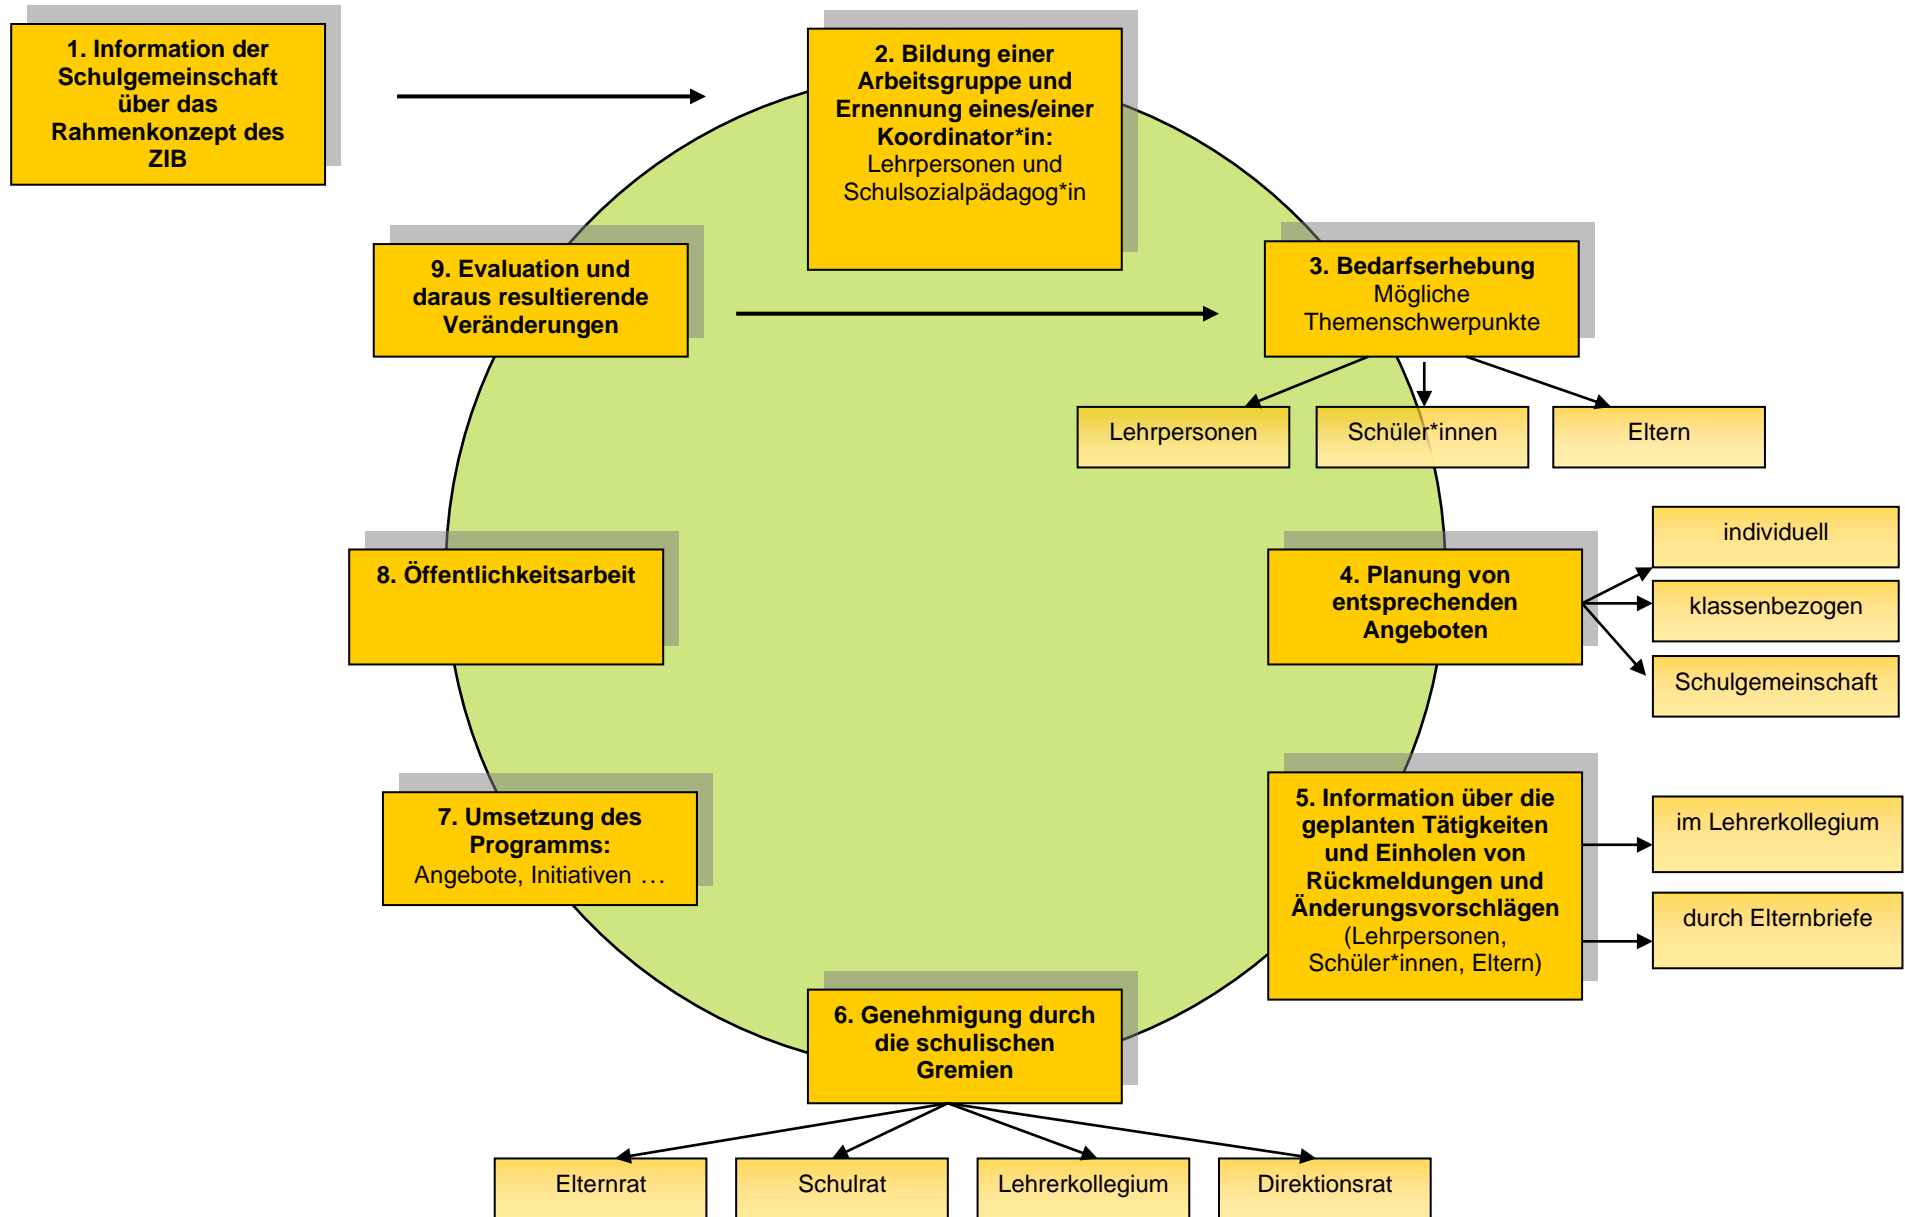 1. Information der
Schulgemeinschaft
über das
Rahmenkonzept des
ZIB
2. Bildung einer
Arbeitsgruppe und
Ernennung eines/einer
Koordinator*in:
Lehrpersonen und
Schulsozialpädagog*in
3. Bedarfserhebung
Mögliche
Themenschwerpunkte
Lehrpersonen
Schüler*innen
Eltern
4. Planung von
entsprechenden
Angeboten
individuell
klassenbezogen
Schulgemeinschaft
5. Information über die
geplanten Tätigkeiten
und Einholen von
Rückmeldungen und
Änderungsvorschlägen
(Lehrpersonen,
Schüler*innen, Eltern)
im Lehrerkollegium
durch Elternbriefe
6. Genehmigung durch
die schulischen
Gremien
Elternrat
Schulrat
Lehrerkollegium
Direktionsrat
7. Umsetzung des
Programms:
Angebote, Initiativen …
8. Öffentlichkeitsarbeit
9. Evaluation und
daraus resultierende
Veränderungen